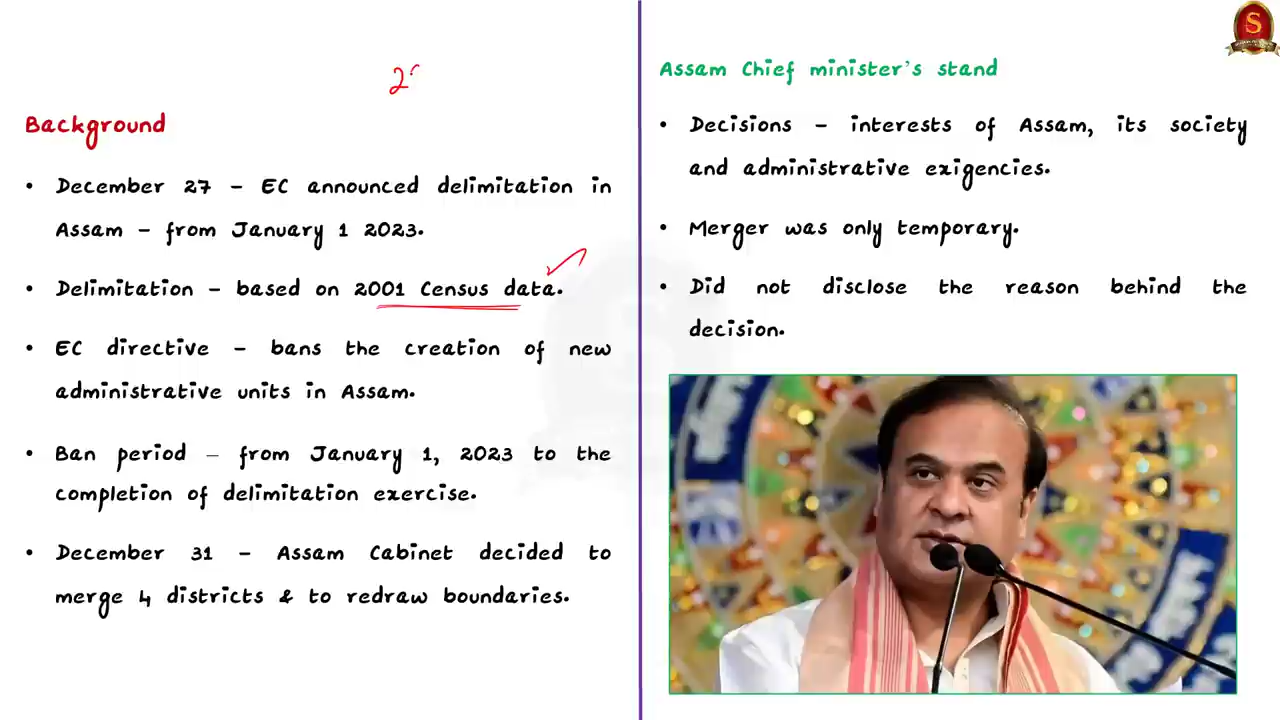 Background
• December 27 – EC announced delimitation in
Assam – from January 1 2023.
• Delimitation – based on 2001 Census data.
• EC directive – bans the creation of new
administrative units in Assam.
• Ban period – from January 1, 2023 to the
completion of delimitation exercise.
• December 31 – Assam Cabinet decided to
merge 4 districts & to redraw boundaries.
Assam Chief minister's stand
• Decisions – interests of Assam, its society
and administrative exigencies.
• Merger was only temporary.
• Did not disclose the reason behind the
decision.
S